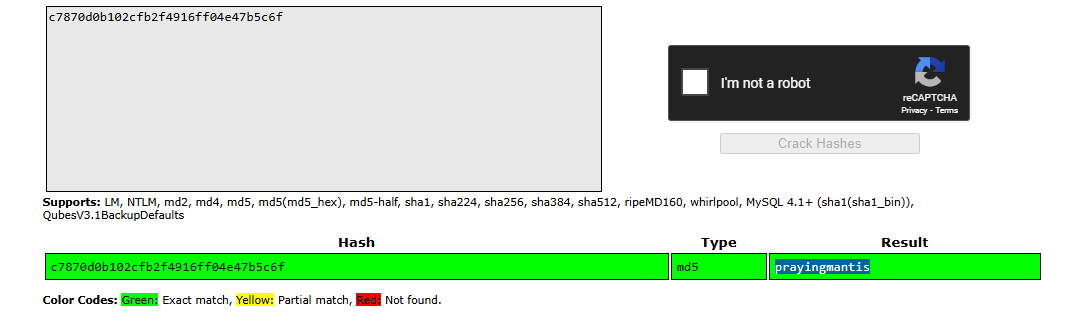 c7870d0b102cfb2f4916ff04e47b5c6f
I'm not a robot
reCAPTCHA
Privacy - Terms
Crack Hashes
Supports: LM, NTLM, md2, md4, md5, md5(md5_hex), md5-half, sha1, sha224, sha256, sha384, sha512, ripeMD160, whirlpool, MySQL 4.1+ (sha1(sha1_bin)),
QubesV3.1BackupDefaults
Hash Type Result
c7870d0b102cfb2f4916ff04e47b5c6f md5 prayingmantis
Color Codes: Green: Exact match, Yellow: Partial match, Red: Not found.